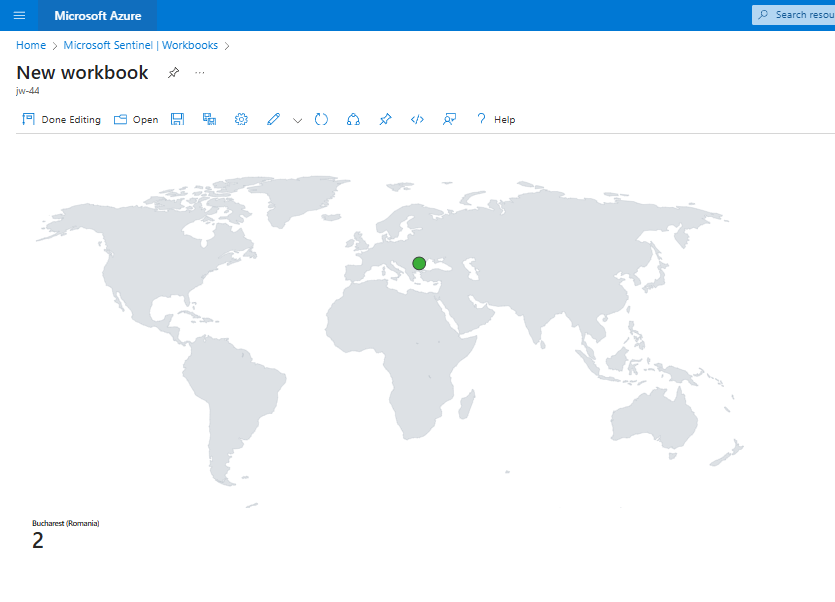 Microsoft Azure
Search resou
Home > Microsoft Sentinel | Workbooks >
New workbook
jw-44
Done Editing Open Help
Bucharest (Romania)
2